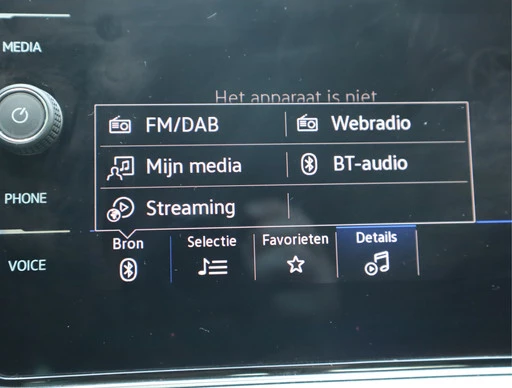 MEDIA
Het apparaat is niet
FM/DAB
Webradio
Mijn media
BT-audio
PHONE
Streaming
Bron
Selectie
Favorieten
Details
VOICE